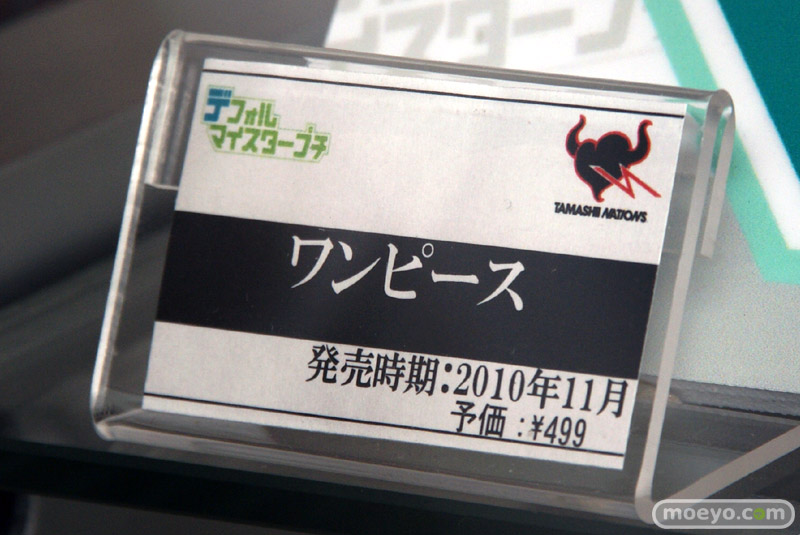 デフォル
マイスタープチ
TAMASHII NATIONS
ワンピース
発売時期:2010年11月
予価:¥499
moeyo.com